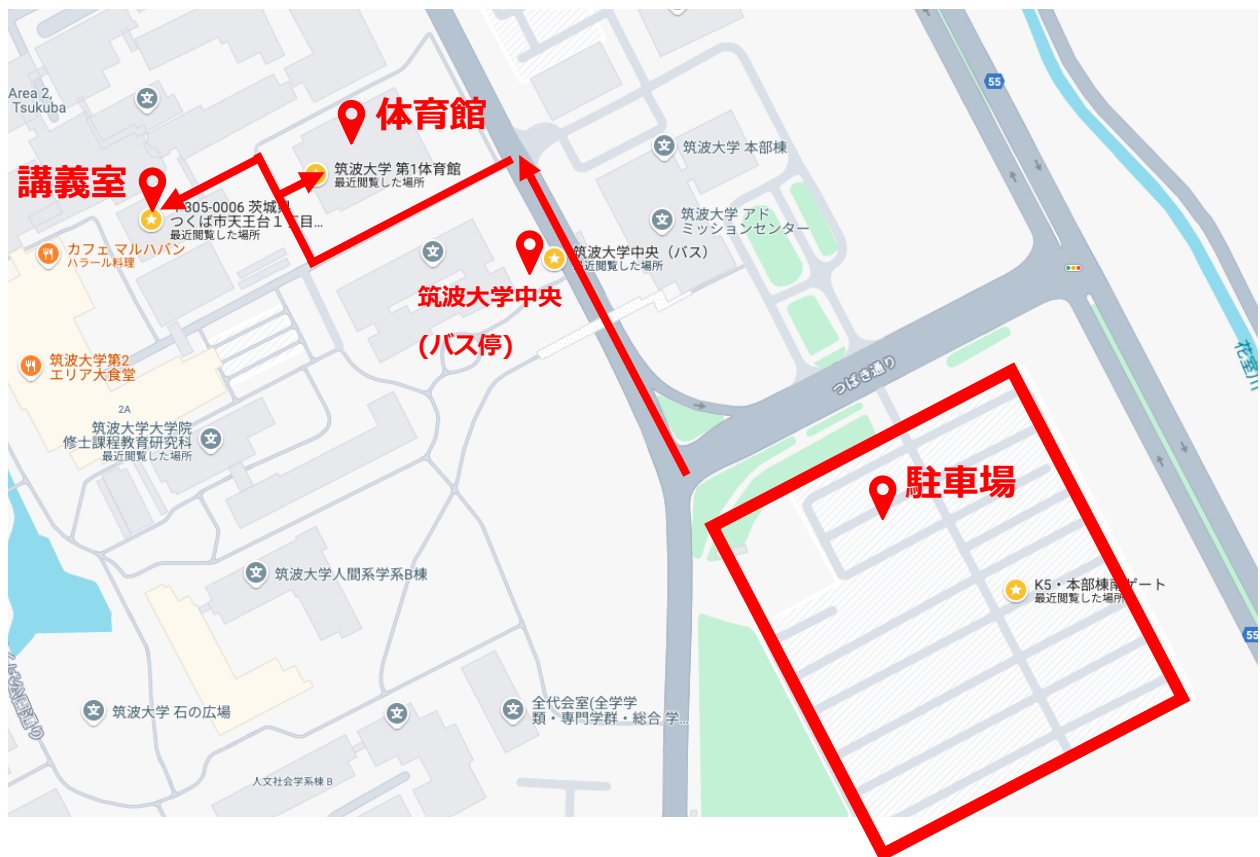 Area 2,
Tsukuba
体育館
講義室
筑波大学 第1体育館
最近閲覧した場所
305-0006 茨城県
つくば市天王台１丁目...
最近閲覧した場所
カフェ マルハバン
ハラール料理
筑波大学 本部棟
筑波大学 アド
ミッションセンター
筑波大学中央（バス）
最近閲覧した場所
筑波大学中央
(バス停)
55
筑波大学第2
エリア大食堂
2A
筑波大学大学院
修士課程教育研究科
最近閲覧した場所
つばき通り
花室川
駐車場
筑波大学人間系学系B棟
K5・本部棟南ゲート
最近閲覧した場所
55
筑波大学 石の広場
全代会室(全学学
類・専門学群・総合 学...
人文社会学系棟 B